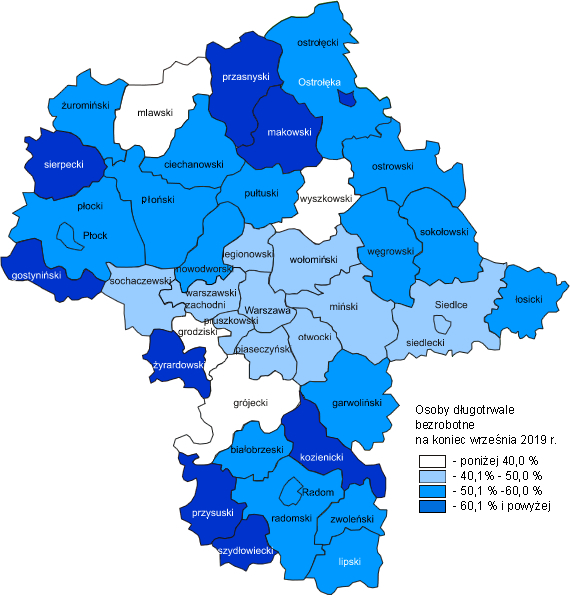 ostrołęcki
przasnyski
Ostrołęka
żuromiński
mlawski
makowski
sierpecki
ciechanowski
ostrowski
płocki
płoński
pułtuski
wyszkowski
Płock
sokołowski
węgrowski
legionowski
wołomiński
gostyniński
nowodworski
sochaczewski
warszawski
zachodni
Siedlce
łosicki
Warszawa
miński
pruszkowski
grodziski
otwocki
siedlecki
piaseczyński
żyrardowski
grójecki
garwoliński
Osoby długotrwale
bezrobotne
na koniec września 2019 r.
białobrzeski
kozienicki
- poniżej 40,0 %
- 40,1% - 50,0 %
- 50,1 % -60,0 %
- 60,1 % i powyżej
Radom
przysuski
radomski
zwoleński
szydłowiecki
lipski